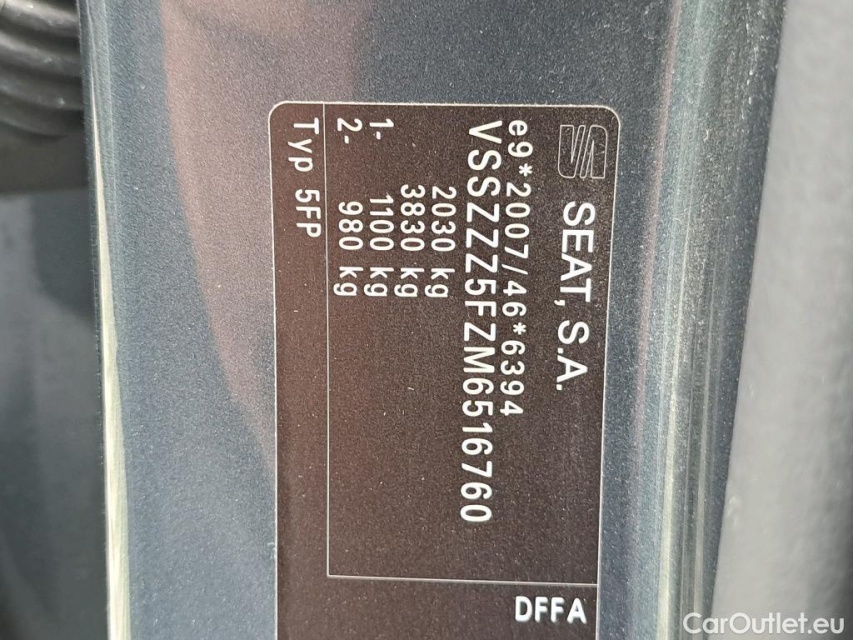 SEAT, S.A.
e9*2007/46*6394
VSSZZZ5FZM6516760
2030 kg
3830 kg
1- 1100 kg
2- 980 kg
Typ 5FP
DFFA
CarOutlet.eu